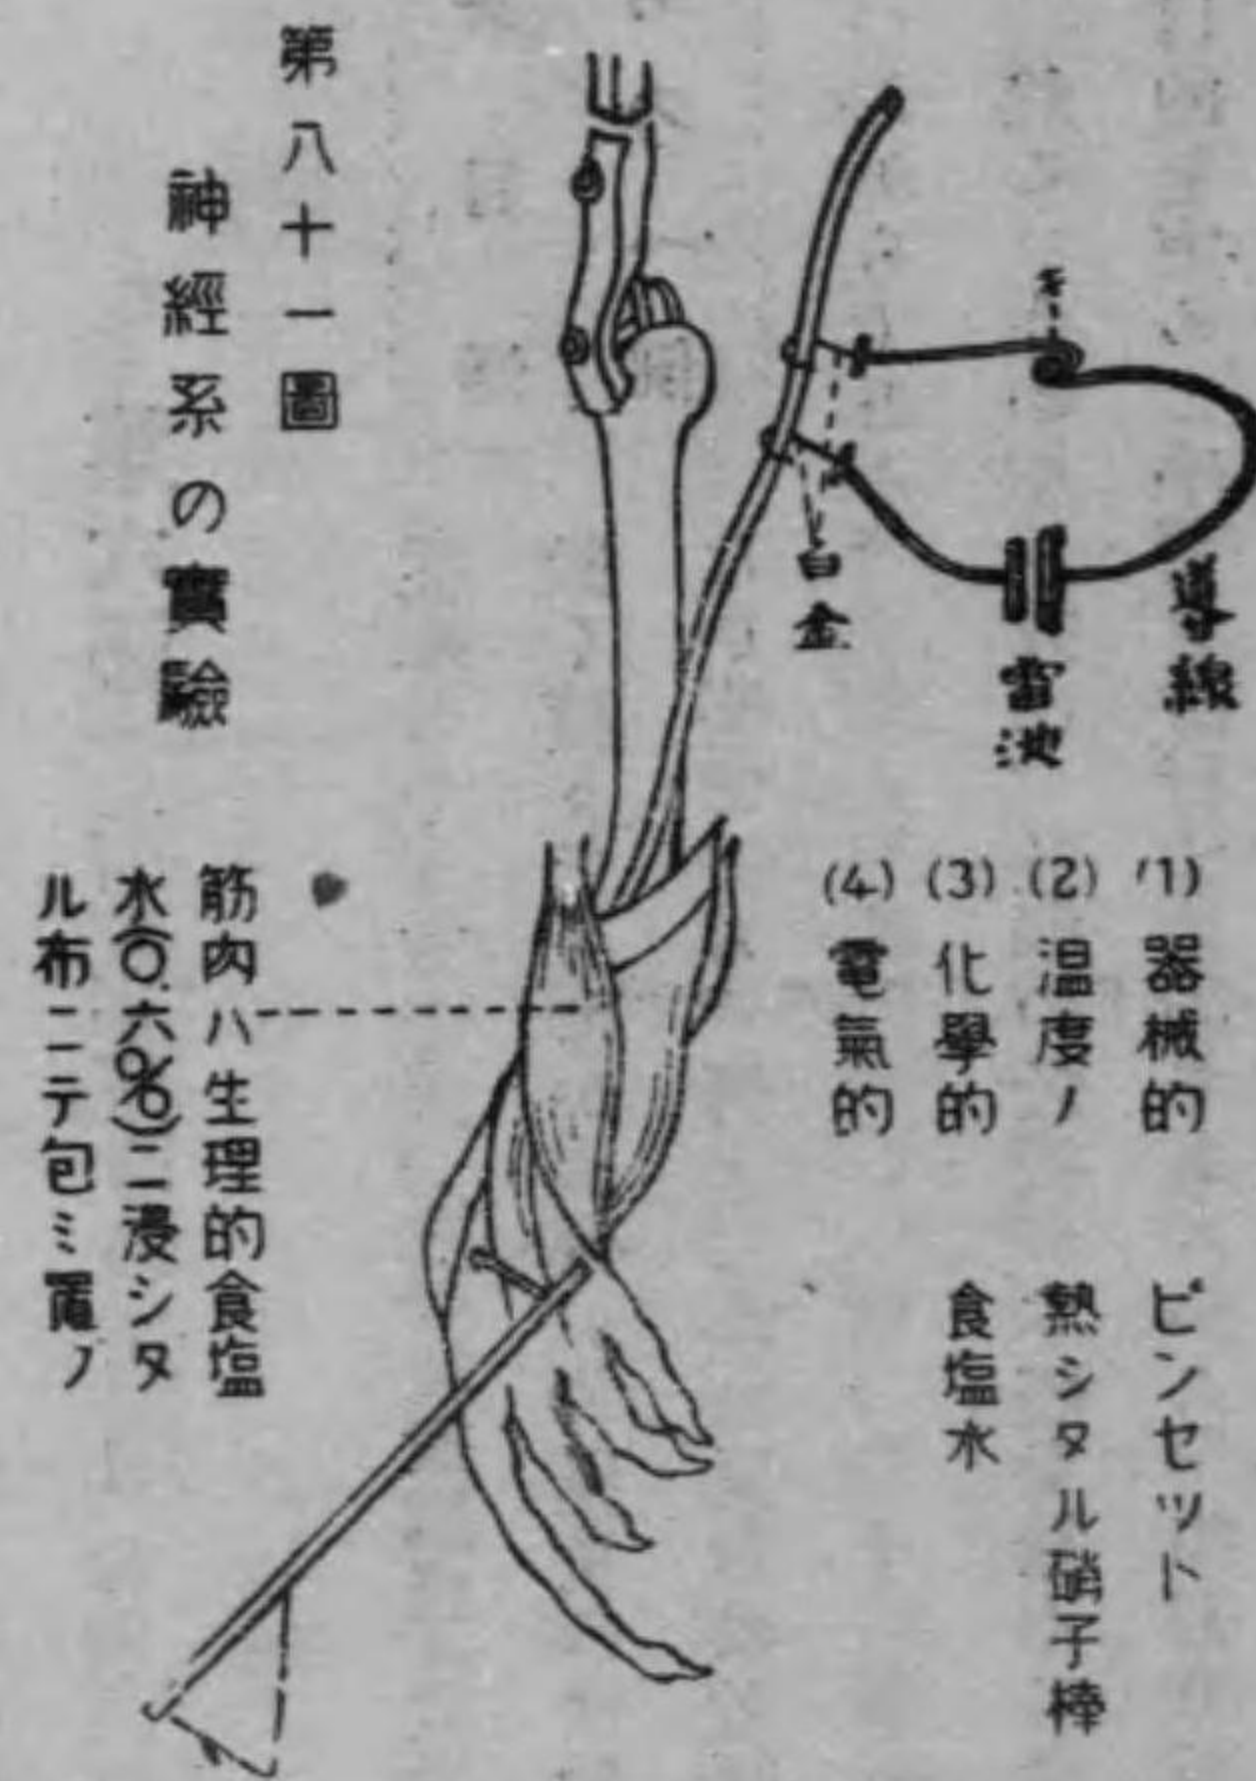 第八十一圖
神經系の實驗
キー
白金
導線
電池
(1) 器械的 ピンセット
(2) 温度ノ 熱シタル硝子棒
(3) 化學的 食塩水
(4) 電氣的
筋肉ハ生理的食塩
水(〇.六%)ニ浸シタ
ル布ニテ包ミ置ク